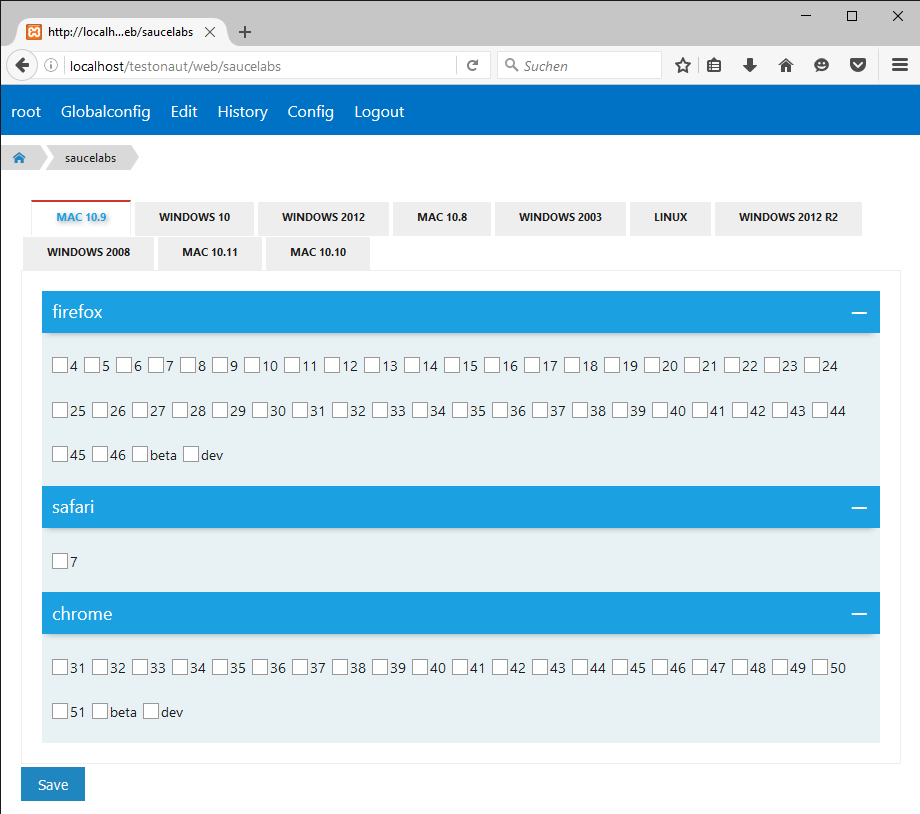 http://localh...eb/saucelabs
localhost/testonaut/web/saucelabs
Suchen
root Globalconfig Edit History Config Logout
saucelabs
MAC 10.9 WINDOWS 10 WINDOWS 2012 MAC 10.8 WINDOWS 2003 LINUX WINDOWS 2012 R2
WINDOWS 2008 MAC 10.11 MAC 10.10
firefox
4 5 6 7 8 9 10 11 12 13 14 15 16 17 18 19 20 21 22 23 24
25 26 27 28 29 30 31 32 33 34 35 36 37 38 39 40 41 42 43 44
45 46 beta dev
safari
7
chrome
31 32 33 34 35 36 37 38 39 40 41 42 43 44 45 46 47 48 49 50
51 beta dev
Save